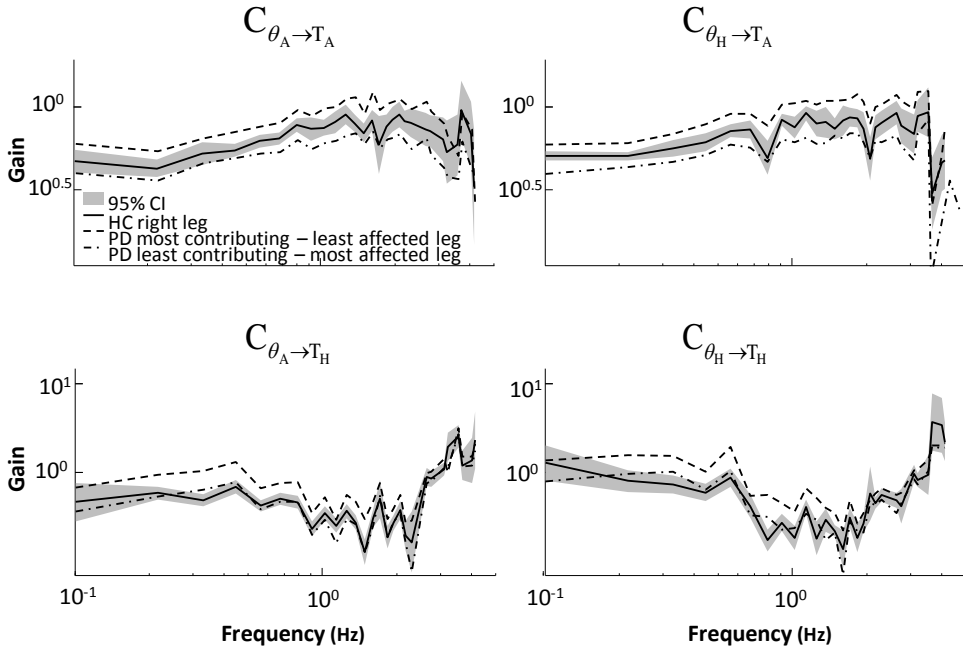 C θA→TA
C θH→TA
Gain
10^0
10^0.5
10^0
10^0.5
95% CI
HC right leg
PD most contributing – least affected leg
PD least contributing – most affected leg
C θA→TH
C θH→TH
Gain
10^1
10^0
10^1
10^0
10^-1
10^0
10^-1
10^0
Frequency (Hz)
Frequency (Hz)